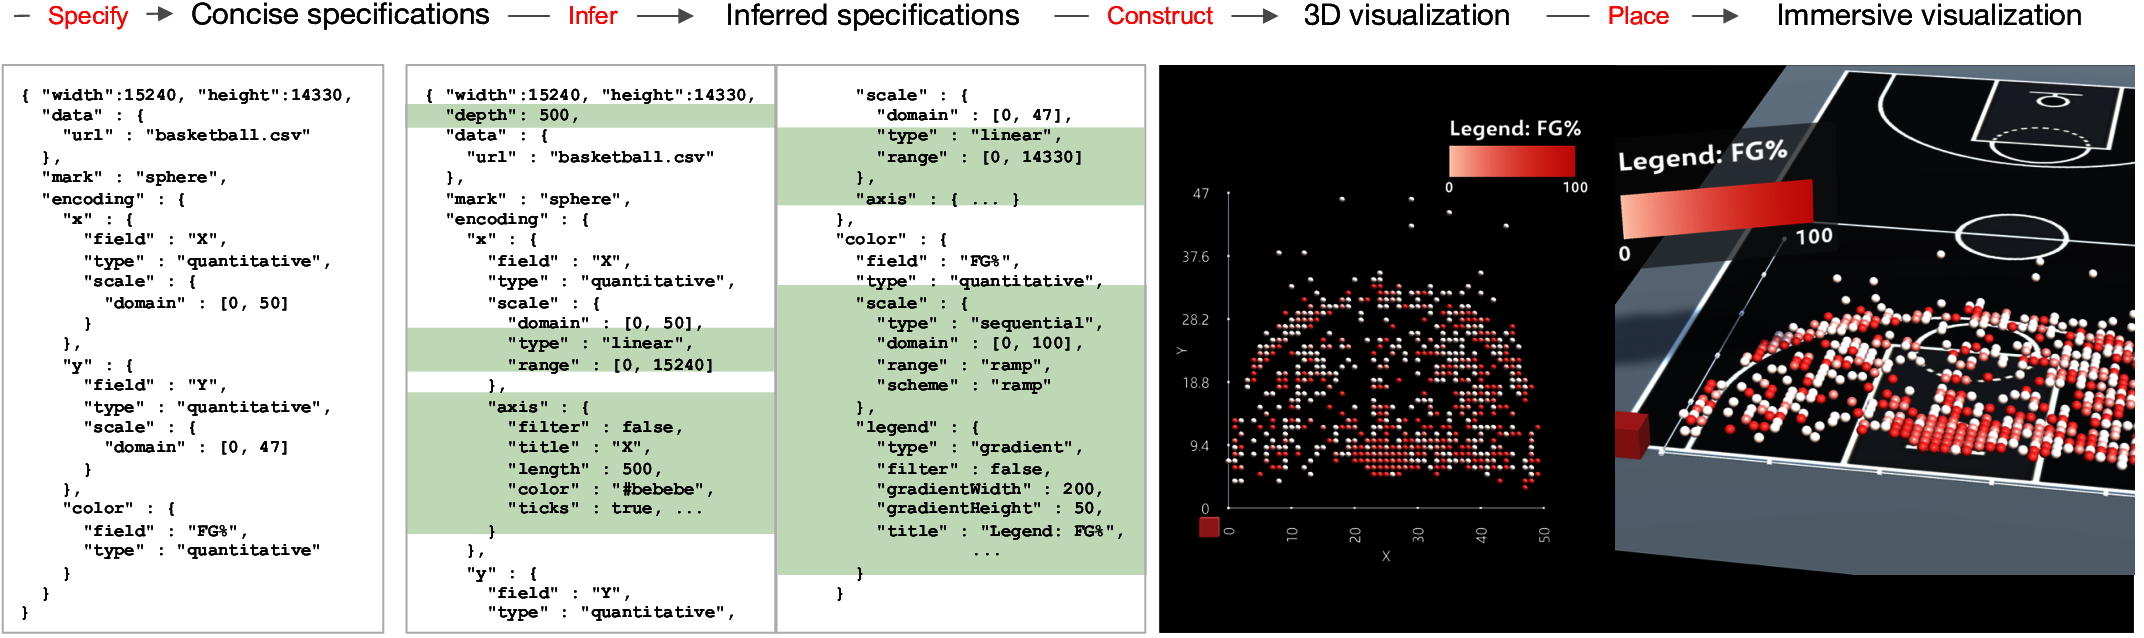 Specify Concise specifications Infer Inferred specifications Construct 3D visualization Place Immersive visualization
{ "width":15240, "height":14330,
"data" : {
"url" : "basketball.csv"
},
"mark" : "sphere",
"encoding" : {
"x" : {
"field" : "X",
"type" : "quantitative",
"scale" : {
"domain" : [0, 50]
}
},
"y" : {
"field" : "Y",
"type" : "quantitative",
"scale" : {
"domain" : [0, 47]
}
},
"color" : {
"field" : "FG%",
"type" : "quantitative"
}
}
}
{ "width":15240, "height":14330,
"depth": 500,
"data" : {
"url" : "basketball.csv"
},
"mark" : "sphere",
"encoding" : {
"x" : {
"field" : "X",
"type" : "quantitative",
"scale" : {
"domain" : [0, 50],
"type" : "linear",
"range" : [0, 15240]
},
"axis" : {
"filter" : false,
"title" : "X",
"length" : 500,
"color" : "#bebebe",
"ticks" : true, ...
}
},
"y" : {
"field" : "Y",
"type" : "quantitative",
"scale" : {
"domain" : [0, 47],
"type" : "linear",
"range" : [0, 14330]
},
"axis" : { ... }
},
"color" : {
"field" : "FG%",
"type" : "quantitative",
"scale" : {
"type" : "sequential",
"domain" : [0, 100],
"range" : "ramp",
"scheme" : "ramp"
},
"legend" : {
"type" : "gradient",
"filter" : false,
"gradientWidth" : 200,
"gradientHeight" : 50,
"title" : "Legend: FG%",
...
}
}
Legend: FG%
0 100
47
37.6
28.2
Y
18.8
9.4
0
0 10 20 30 40 50
X
Legend: FG%
0 100